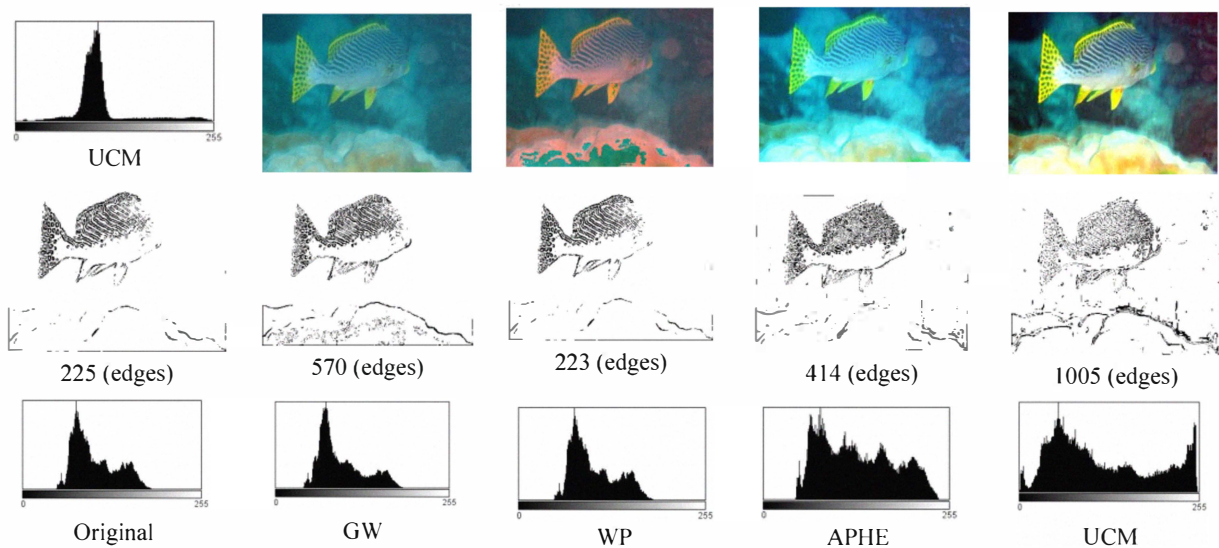 0 255
UCM
225 (edges) 570 (edges) 223 (edges) 414 (edges) 1005 (edges)
0 255 0 255 0 255 0 255 0 255
Original GW WP APHE UCM